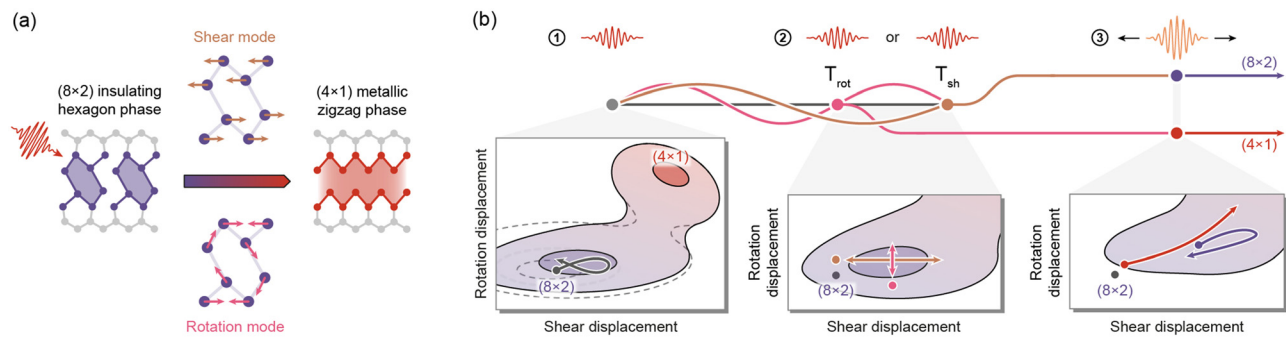 (a)
Shear mode
(8×2) insulating
hexagon phase
(4×1) metallic
zigzag phase
Rotation mode
(b)
1
2
or
3
T_rot
T_sh
(8×2)
(4×1)
Rotation displacement
(4×1)
(8×2)
Shear displacement
Rotation
displacement
(8×2)
Shear displacement
Rotation
displacement
(8×2)
Shear displacement